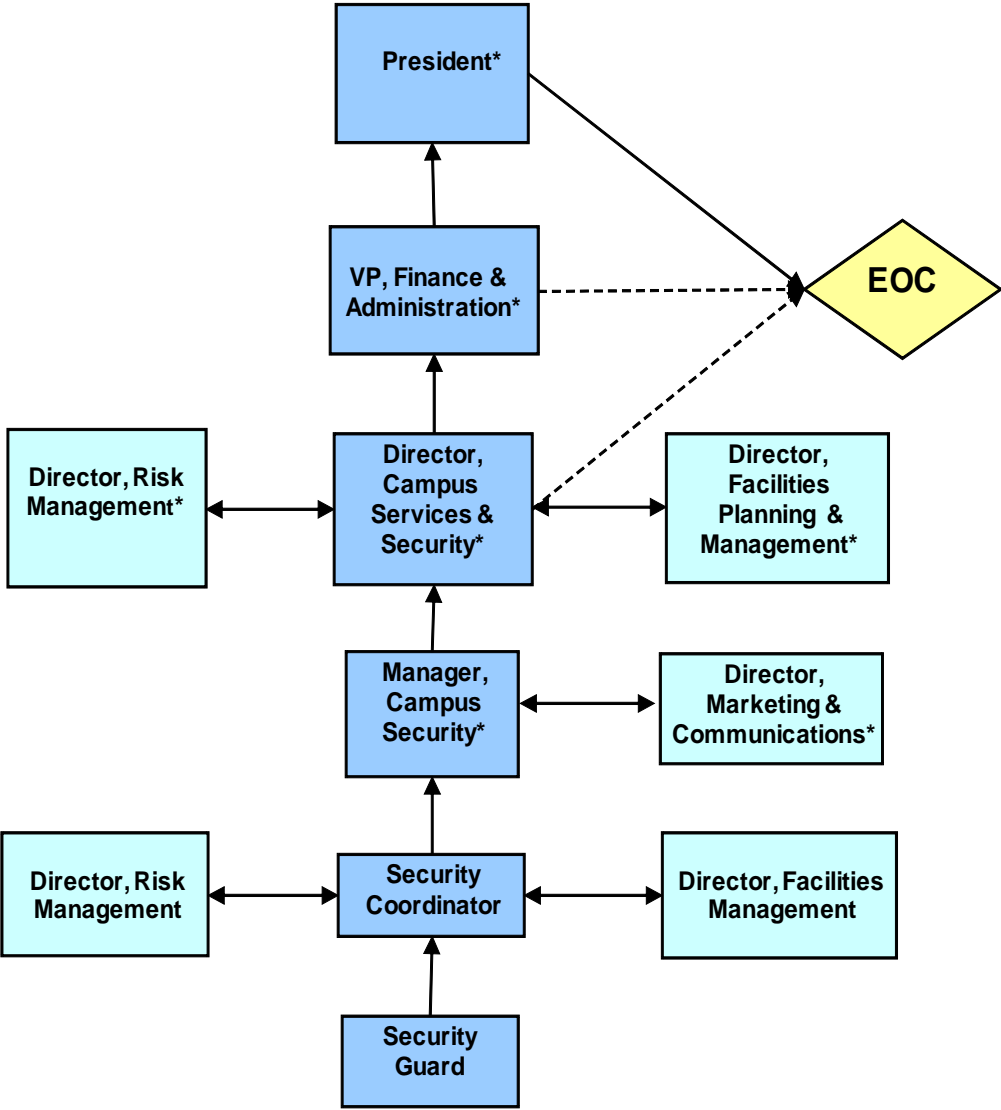 President*
VP, Finance &
Administration*
EOC
Director, Risk
Management*
Director,
Campus
Services &
Security*
Director,
Facilities
Planning &
Management*
Manager,
Campus
Security*
Director,
Marketing &
Communications*
Director, Risk
Management
Security
Coordinator
Director, Facilities
Management
Security
Guard